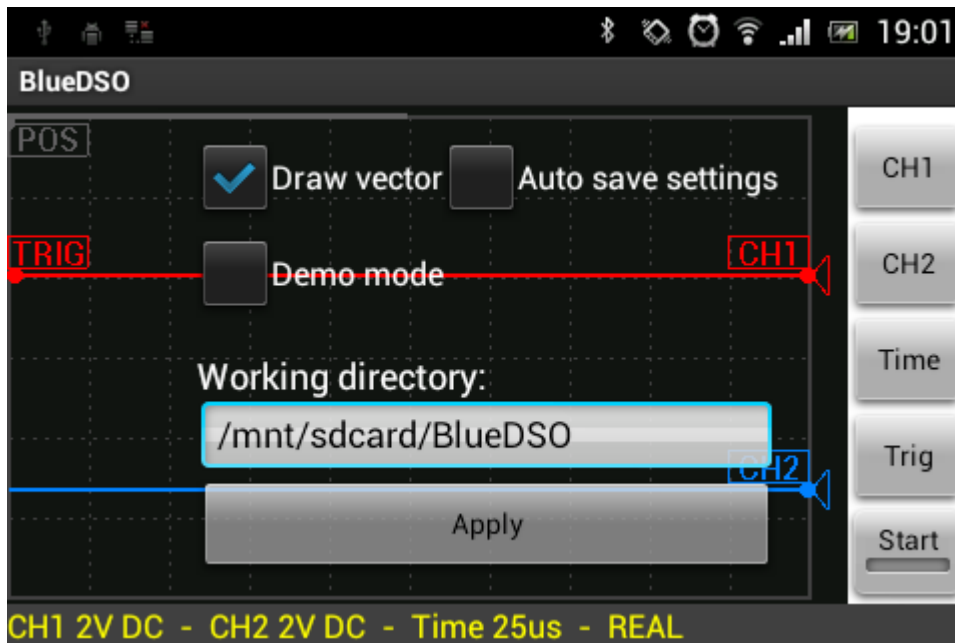 19:01
BlueDSO
POS
Draw vector
Auto save settings
CH1
TRIG
CH1
Demo mode
CH2
Working directory:
Time
/mnt/sdcard/BlueDSO
CH2
Trig
Apply
Start
CH1 2V DC - CH2 2V DC - Time 25us - REAL